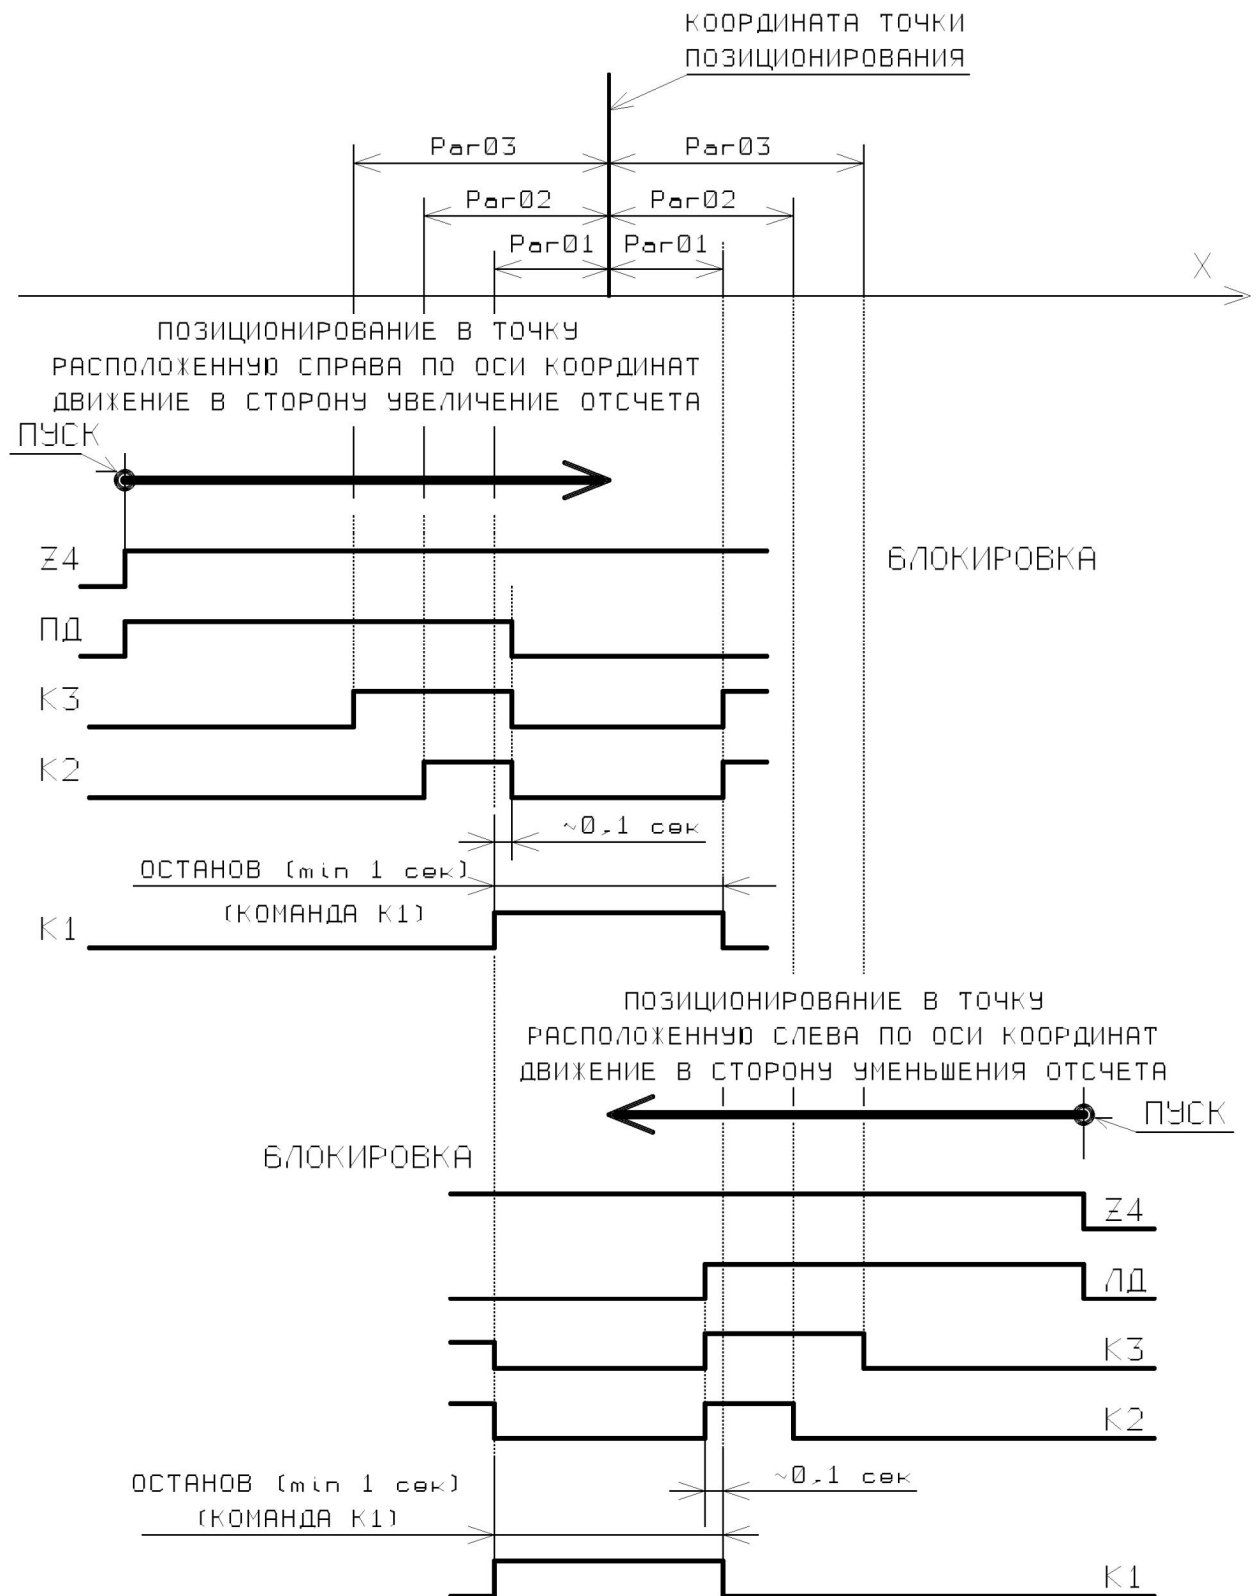 КООРДИНАТА ТОЧКИ
ПОЗИЦИОНИРОВАНИЯ
Par03
Par03
Par02
Par02
Par01
Par01
X
ПОЗИЦИОНИРОВАНИЕ В ТОЧКУ
РАСПОЛОЖЕННУЮ СПРАВА ПО ОСИ КООРДИНАТ
ДВИЖЕНИЕ В СТОРОНУ УВЕЛИЧЕНИЕ ОТСЧЕТА
ПУСК
Z4
БЛОКИРОВКА
ПД
К3
К2
~0,1 сек
ОСТАНОВ (min 1 сек)
(КОМАНДА К1)
К1
ПОЗИЦИОНИРОВАНИЕ В ТОЧКУ
РАСПОЛОЖЕННУЮ СЛЕВА ПО ОСИ КООРДИНАТ
ДВИЖЕНИЕ В СТОРОНУ УМЕНЬШЕНИЯ ОТСЧЕТА
ПУСК
БЛОКИРОВКА
Z4
ЛД
К3
К2
~0,1 сек
ОСТАНОВ (min 1 сек)
(КОМАНДА К1)
К1